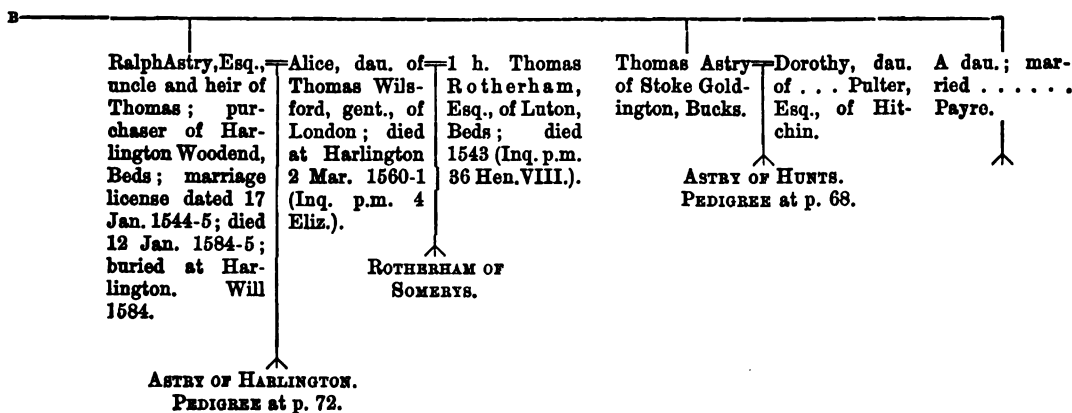 B
RalphAstry, Esq.,
uncle and heir of
Thomas; pur-
chaser of Har-
lington Woodend,
Beds; marriage
license dated 17
Jan. 1544-5; died
12 Jan. 1584-5;
buried at Har-
lington. Will
1584.
Alice, dau. of
Thomas Wils-
ford, gent., of
London; died
at Harlington
2 Mar. 1560-1
(Inq. p.m. 4
Eliz.).
1 h. Thomas
Rotherham,
Esq., of Luton,
Beds; died
1543 (Inq. p.m.
36 Hen. VIII.).
ROTHERHAM OF
SOMERYS.
ASTRY OF HARLINGTON.
PEDIGREE at p. 72.
Thomas Astry
of Stoke Gold-
ington, Bucks.
Dorothy, dau.
of . . . Pulter,
Esq., of Hit-
chin.
ASTRY OF HUNTS.
PEDIGREE at p. 68.
A dau.; mar-
ried . . . . . .
Payre.